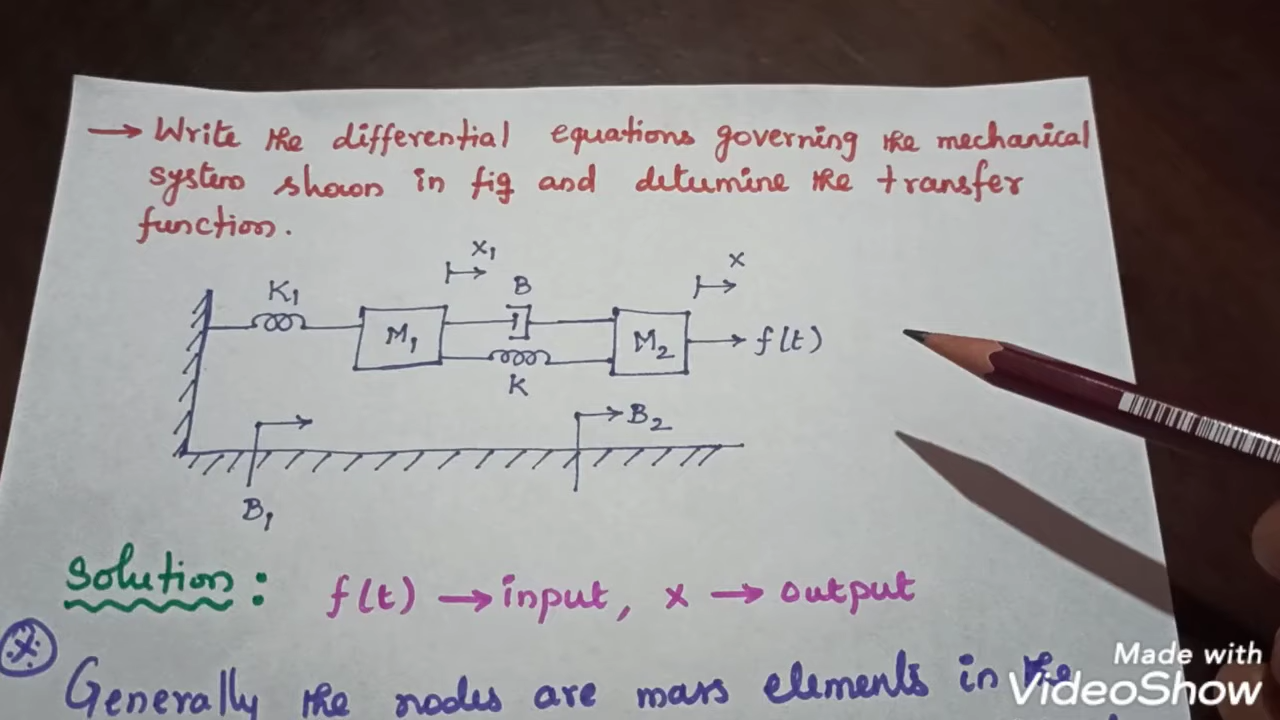 → Write the differential equations governing the mechanical
system shown in fig and determine the transfer
function.
x₁
x
K₁
B
M₁
M₂
f(t)
K
B₂
B₁
Solution :
f(t) → input, x → output
Generally the nodes are mass elements in the
Made with
VideoShow